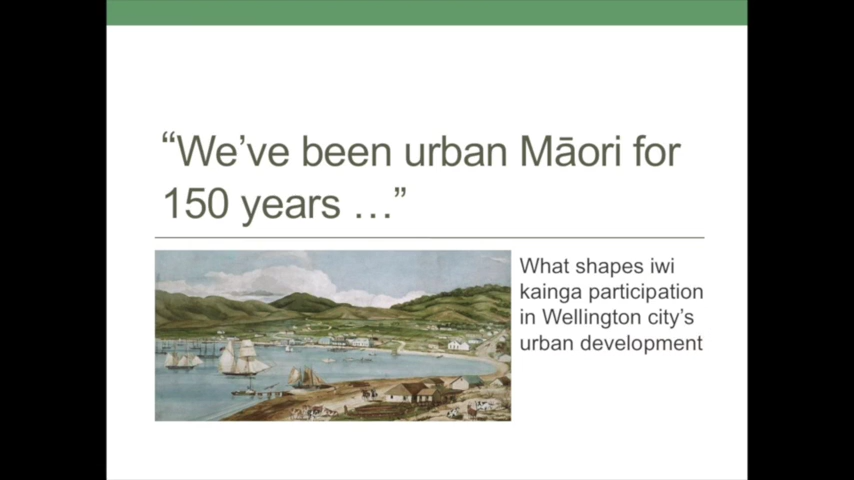 “We’ve been urban Māori for
150 years …”
What shapes iwi
kainga participation
in Wellington city’s
urban development